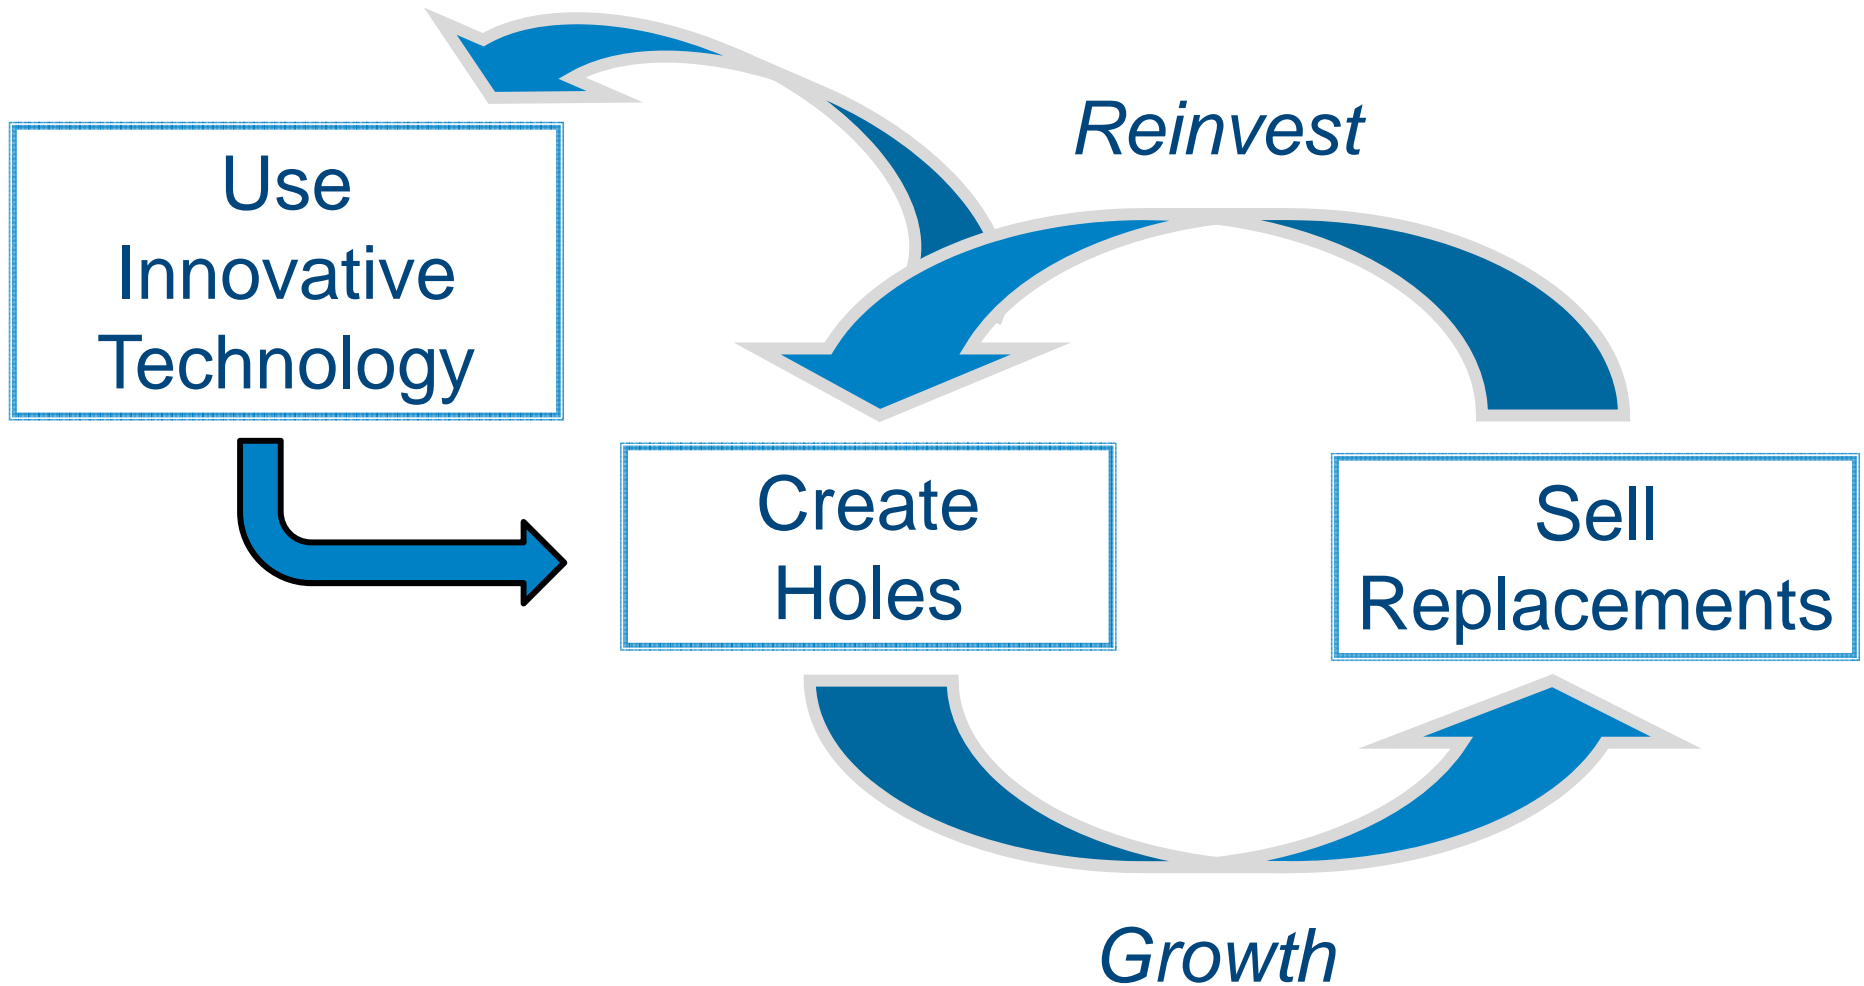 Reinvest
Use
Innovative
Technology
Create
Holes
Sell
Replacements
Growth